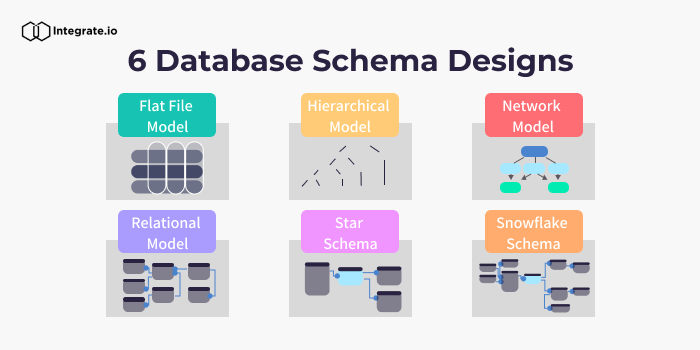 Integrate.io
6 Database Schema Designs
Flat File
Model
Hierarchical
Model
Network
Model
Relational
Model
Star
Schema
Snowflake
Schema